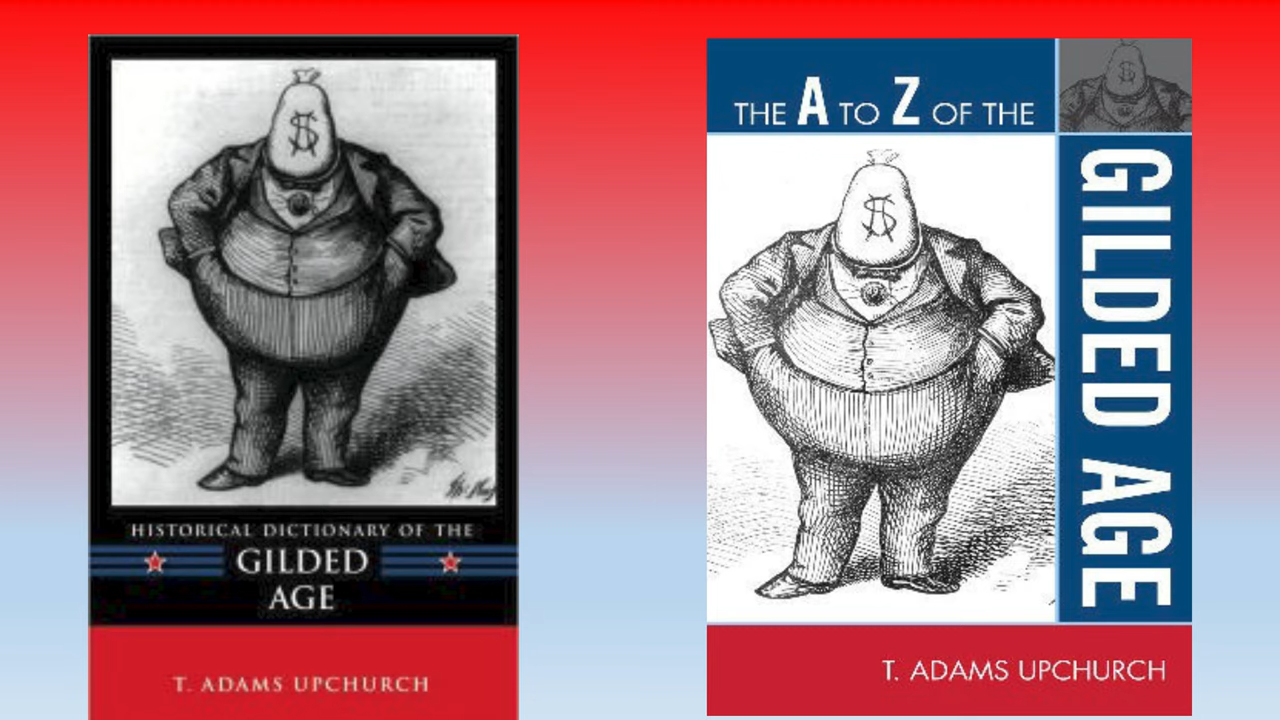 HISTORICAL DICTIONARY OF THE
GILDED
AGE
T. ADAMS UPCHURCH
THE A TO Z OF THE
GILDED AGE
T. ADAMS UPCHURCH